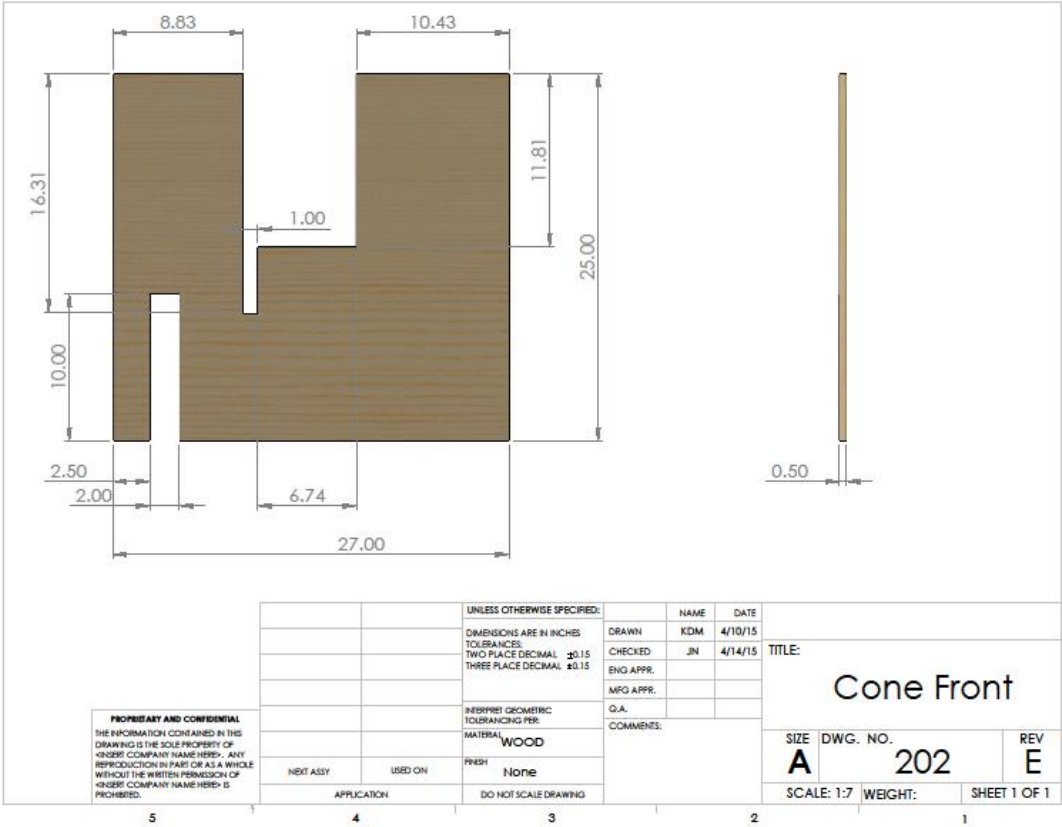 8.83
10.43
16.31
11.81
1.00
25.00
10.00
2.50
2.00
6.74
27.00
0.50
UNLESS OTHERWISE SPECIFIED:
DIMENSIONS ARE IN INCHES
TOLERANCES:
TWO PLACE DECIMAL ±0.15
THREE PLACE DECIMAL ±0.15
INTERPRET GEOMETRIC
TOLERANCING PER:
MATERIAL
WOOD
FINISH
None
DO NOT SCALE DRAWING
NAME DATE
DRAWN KDM 4/10/15
CHECKED JN 4/14/15
ENG APPR.
MFG APPR.
Q.A.
COMMENTS:
TITLE:
Cone Front
SIZE DWG. NO. REV
A 202 E
SCALE: 1:7 WEIGHT: SHEET 1 OF 1
PROPRIETARY AND CONFIDENTIAL
THE INFORMATION CONTAINED IN THIS
DRAWING IS THE SOLE PROPERTY OF
<INSERT COMPANY NAME HERE>. ANY
REPRODUCTION IN PART OR AS A WHOLE
WITHOUT THE WRITTEN PERMISSION OF
<INSERT COMPANY NAME HERE> IS
PROHIBITED.
NEXT ASSY USED ON
APPLICATION
5 4 3 2 1